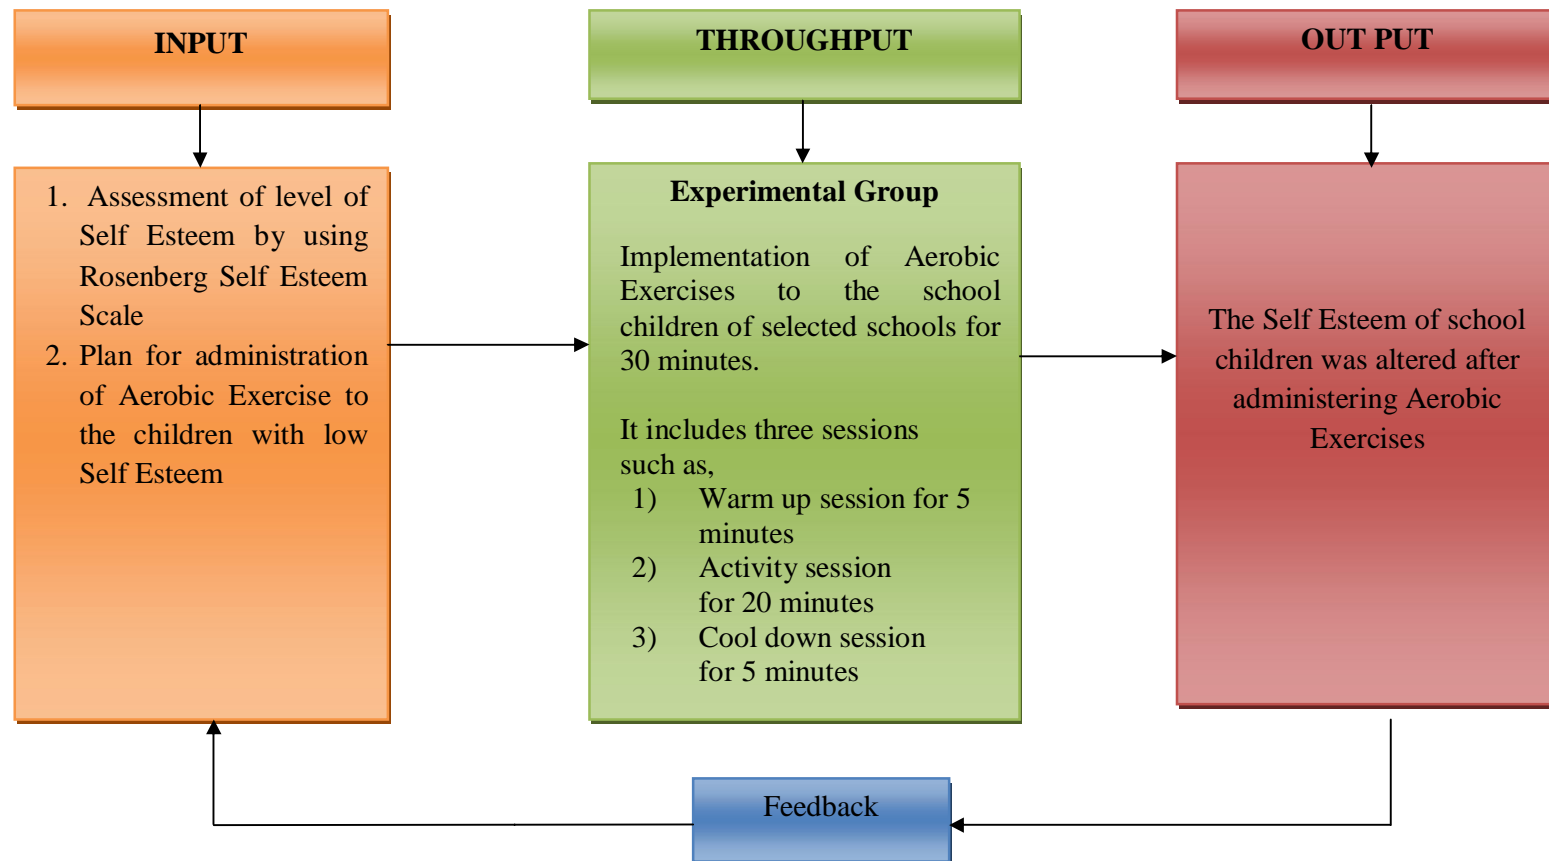 INPUT
THROUGHPUT
OUT PUT
1. Assessment of level of
Self Esteem by using
Rosenberg Self Esteem
Scale
2. Plan for administration
of Aerobic Exercise to
the children with low
Self Esteem
Experimental Group
Implementation of Aerobic
Exercises to the school
children of selected schools for
30 minutes.
It includes three sessions
such as,
1) Warm up session for 5
minutes
2) Activity session
for 20 minutes
3) Cool down session
for 5 minutes
The Self Esteem of school
children was altered after
administering Aerobic
Exercises
Feedback